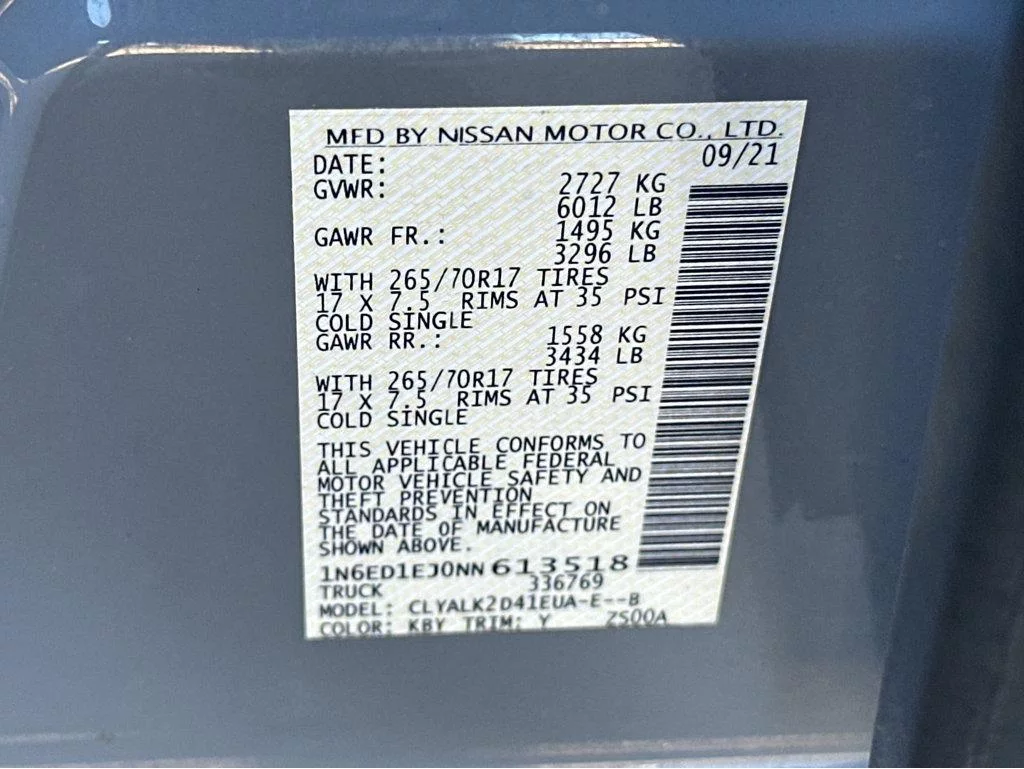 MFD BY NISSAN MOTOR CO., LTD.
DATE: 09/21
GVWR: 2727 KG
6012 LB
GAWR FR.: 1495 KG
3296 LB
WITH 265/70R17 TIRES
17 X 7.5 RIMS AT 35 PSI
COLD SINGLE
GAWR RR.: 1558 KG
3434 LB
WITH 265/70R17 TIRES
17 X 7.5 RIMS AT 35 PSI
COLD SINGLE
THIS VEHICLE CONFORMS TO
ALL APPLICABLE FEDERAL
MOTOR VEHICLE SAFETY AND
THEFT PREVENTION
STANDARDS IN EFFECT ON
THE DATE OF MANUFACTURE
SHOWN ABOVE.
1N6ED1EJ0NN613518
TRUCK 336769
MODEL: CLYALK2D41EUA-E--B
COLOR: KBY TRIM: Y ZS00A